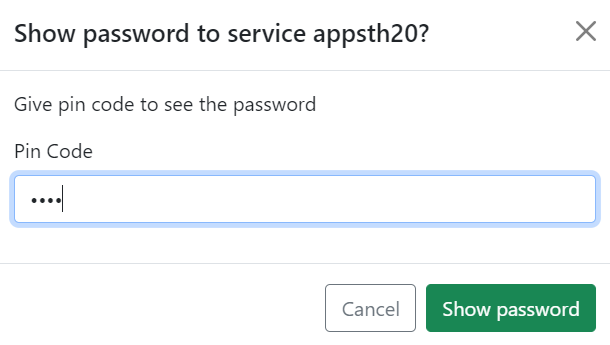 Show password to service appsth20?
Give pin code to see the password
Pin Code
••••
Cancel
Show password